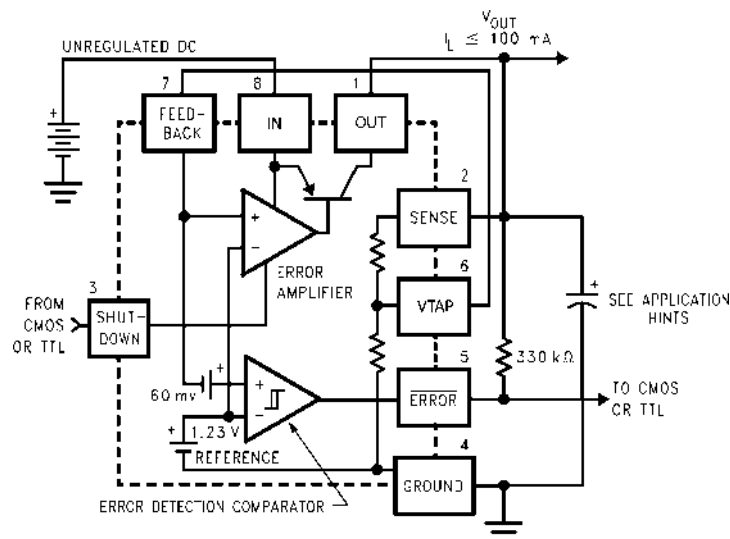 V_OUT
I_L ≤ 100 mA
UNREGULATED DC
7
8
1
FEED-
BACK
IN
OUT
2
SENSE
+
−
ERROR
AMPLIFIER
6
VTAP
+
SEE APPLICATION
HINTS
3
FROM
CMOS
OR TTL
SHUT-
DOWN
330 kΩ
5
ERROR
TO CMOS
OR TTL
+
60 mv
+
−
+
1.23 V
REFERENCE
4
GROUND
+
ERROR DETECTION COMPARATOR